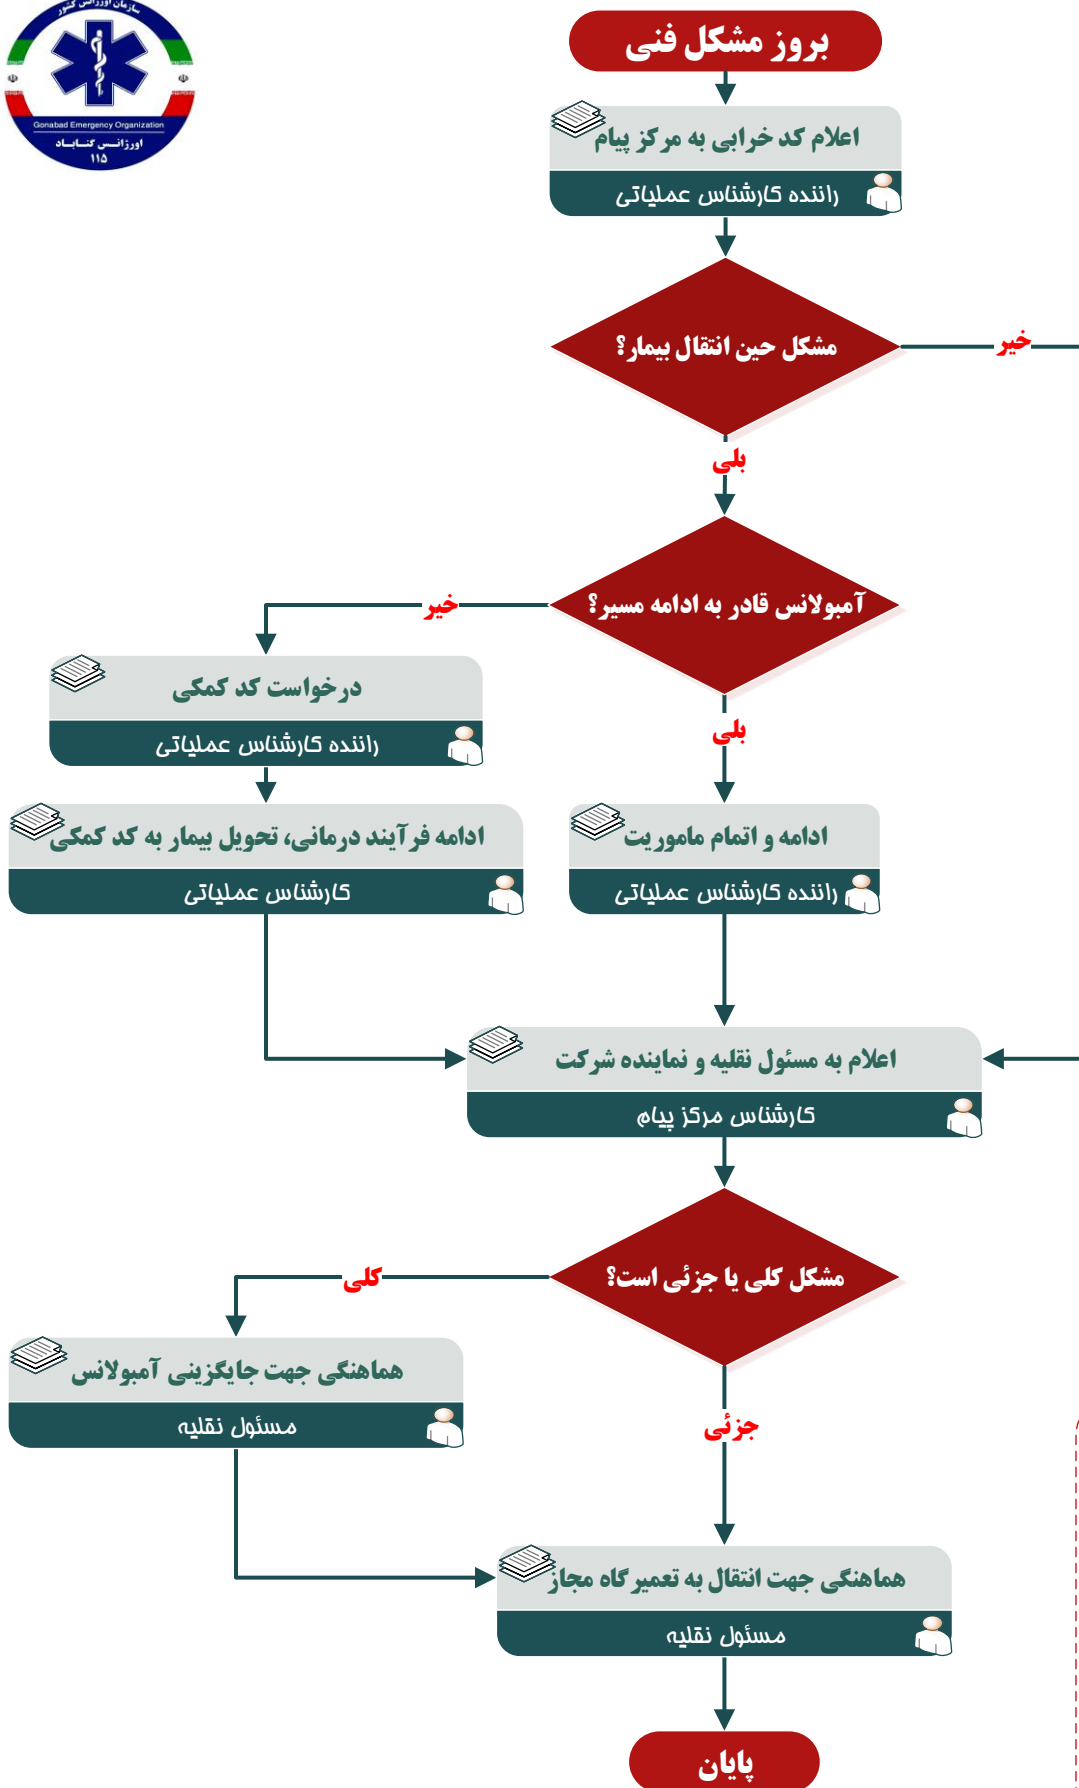 سازمان اورژانس کشور
Gonabad Emergency Organization
اورژانـس گنـابـاد
۱۱۵
بروز مشکل فنی
اعلام کد خرابی به مرکز پیام
راننده کارشناس عملیاتی
مشکل حین انتقال بیمار؟
خیر
بلی
آمبولانس قادر به ادامه مسیر؟
خیر
بلی
درخواست کد کمکی
راننده کارشناس عملیاتی
ادامه فرآیند درمانی، تحویل بیمار به کد کمکی
کارشناس عملیاتی
ادامه و اتمام ماموریت
راننده کارشناس عملیاتی
اعلام به مسئول نقلیه و نماینده شرکت
کارشناس مرکز پیام
مشکل کلی یا جزئی است؟
کلی
جزئی
هماهنگی جهت جایگزینی آمبولانس
مسئول نقلیه
هماهنگی جهت انتقال به تعمیرگاه مجاز
مسئول نقلیه
پایان